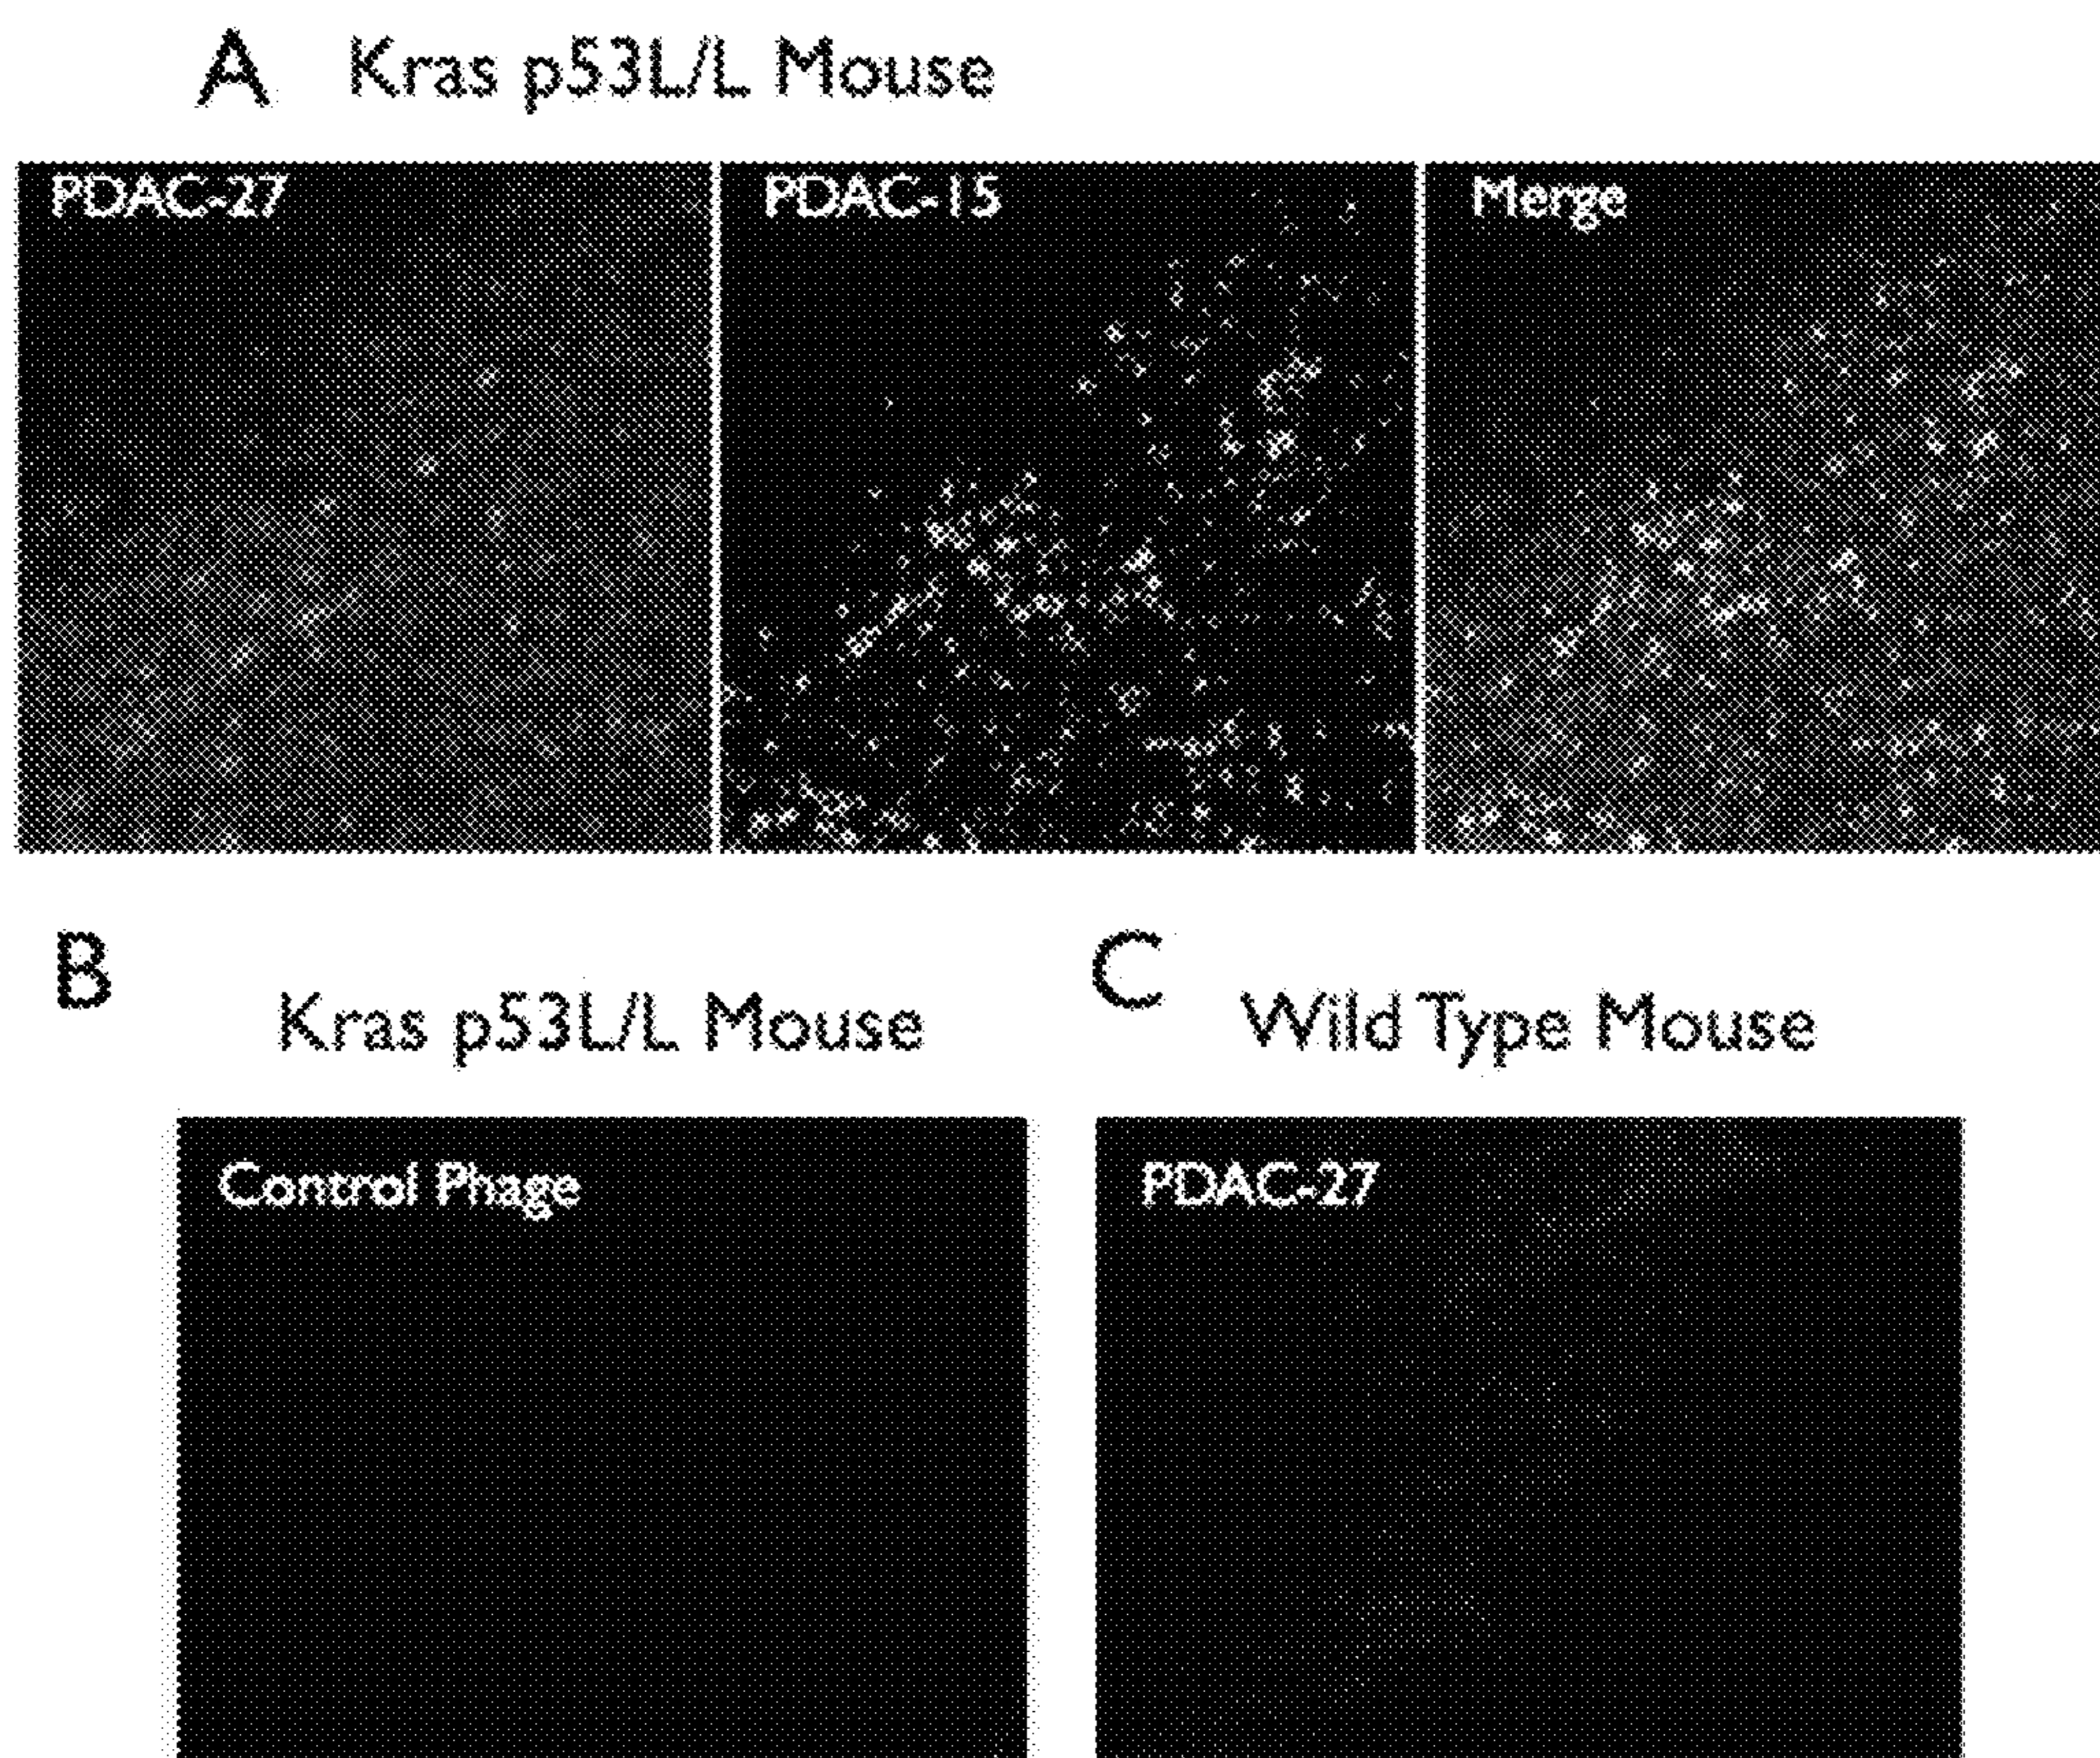 A Kras p53L/L Mouse
PDAC-27 PDAC-15 Merge
B C
Kras p53L/L Mouse Wild Type Mouse
Control Phage PDAC-27